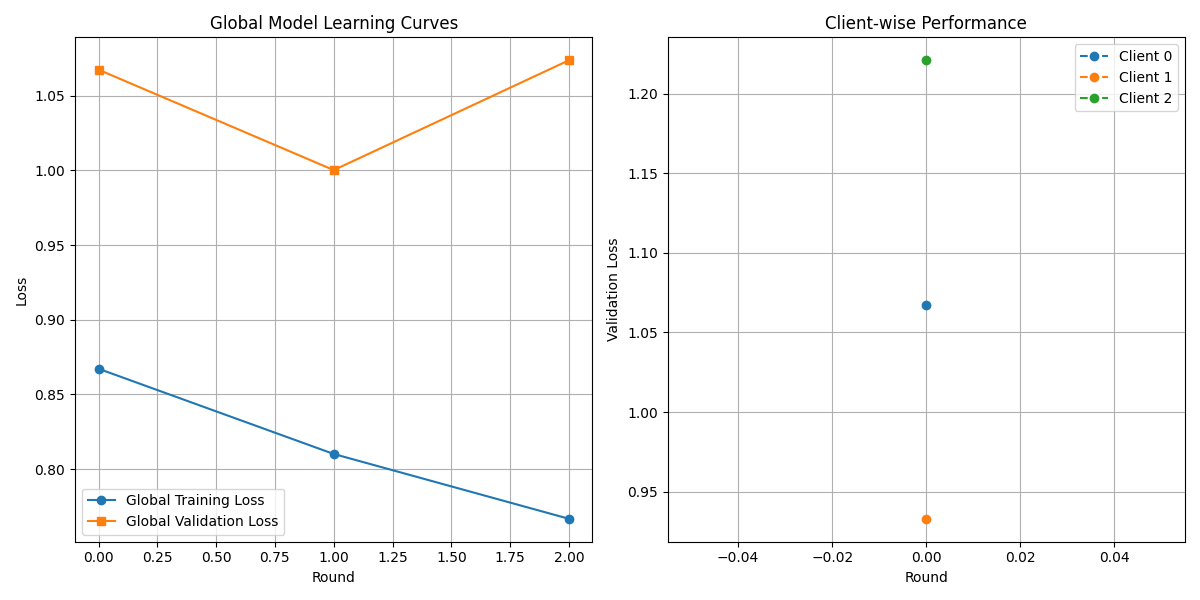 Global Model Learning Curves
1.05
1.00
0.95
0.90
0.85
0.80
Loss
Global Training Loss
Global Validation Loss
0.00 0.25 0.50 0.75 1.00 1.25 1.50 1.75 2.00
Round
Client-wise Performance
1.20
1.15
1.10
1.05
1.00
0.95
Validation Loss
Client 0
Client 1
Client 2
−0.04 −0.02 0.00 0.02 0.04
Round